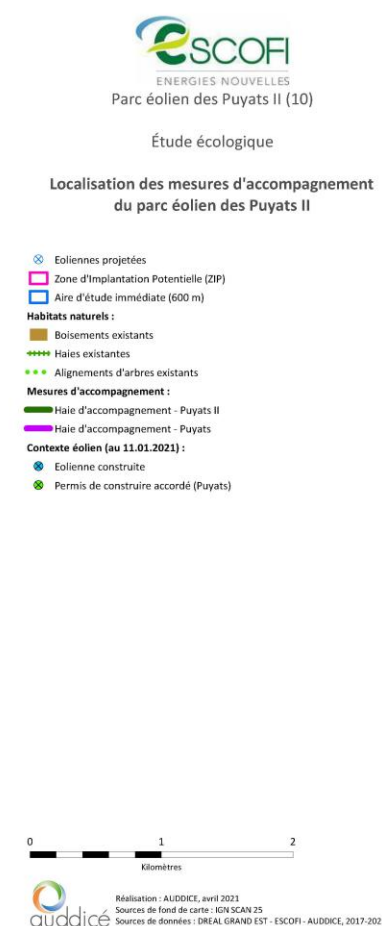 ESCOFI
ENERGIES NOUVELLES
Parc éolien des Puyats II (10)
Étude écologique
Localisation des mesures d'accompagnement
du parc éolien des Puyats II
Eoliennes projetées
Zone d'Implantation Potentielle (ZIP)
Aire d'étude immédiate (600 m)
Habitats naturels :
Boisements existants
Haies existantes
Alignements d'arbres existants
Mesures d'accompagnement :
Haie d'accompagnement - Puyats II
Haie d'accompagnement - Puyats
Contexte éolien (au 11.01.2021) :
Eolienne construite
Permis de construire accordé (Puyats)
0 1 2
Kilomètres
auddicé
Réalisation : AUDDICE, avril 2021
Sources de fond de carte : IGN SCAN 25
Sources de données : DREAL GRAND EST - ESCOFI - AUDDICE, 2017-202